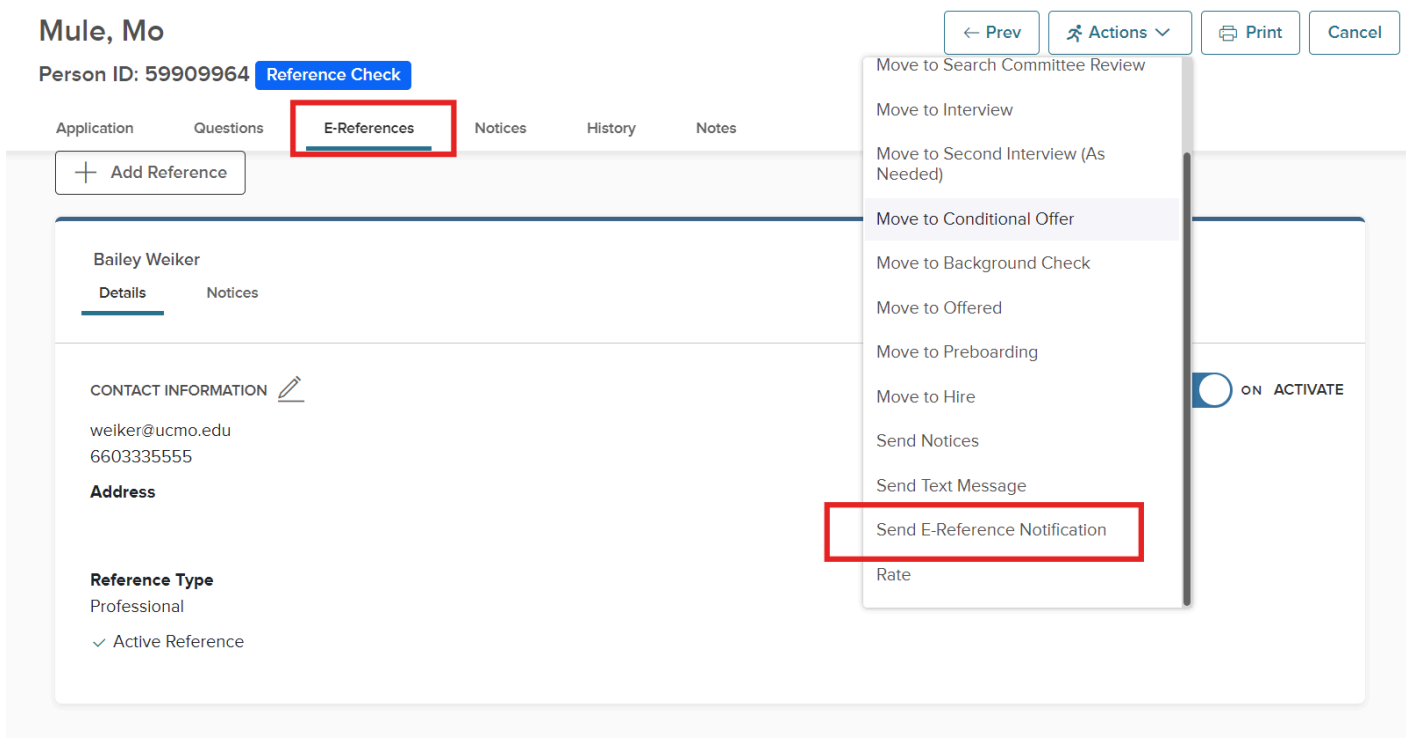 Mule, Mo
← Prev
Actions
Print
Cancel
Person ID: 59909964 Reference Check
Application
Questions
E-References
Notices
History
Notes
Add Reference
Move to Search Committee Review
Move to Interview
Move to Second Interview (As
Needed)
Move to Conditional Offer
Move to Background Check
Move to Offered
Move to Preboarding
Move to Hire
Send Notices
Send Text Message
Send E-Reference Notification
Rate
Bailey Weiker
Details
Notices
CONTACT INFORMATION
ON ACTIVATE
weiker@ucmo.edu
6603335555
Address
Reference Type
Professional
Active Reference